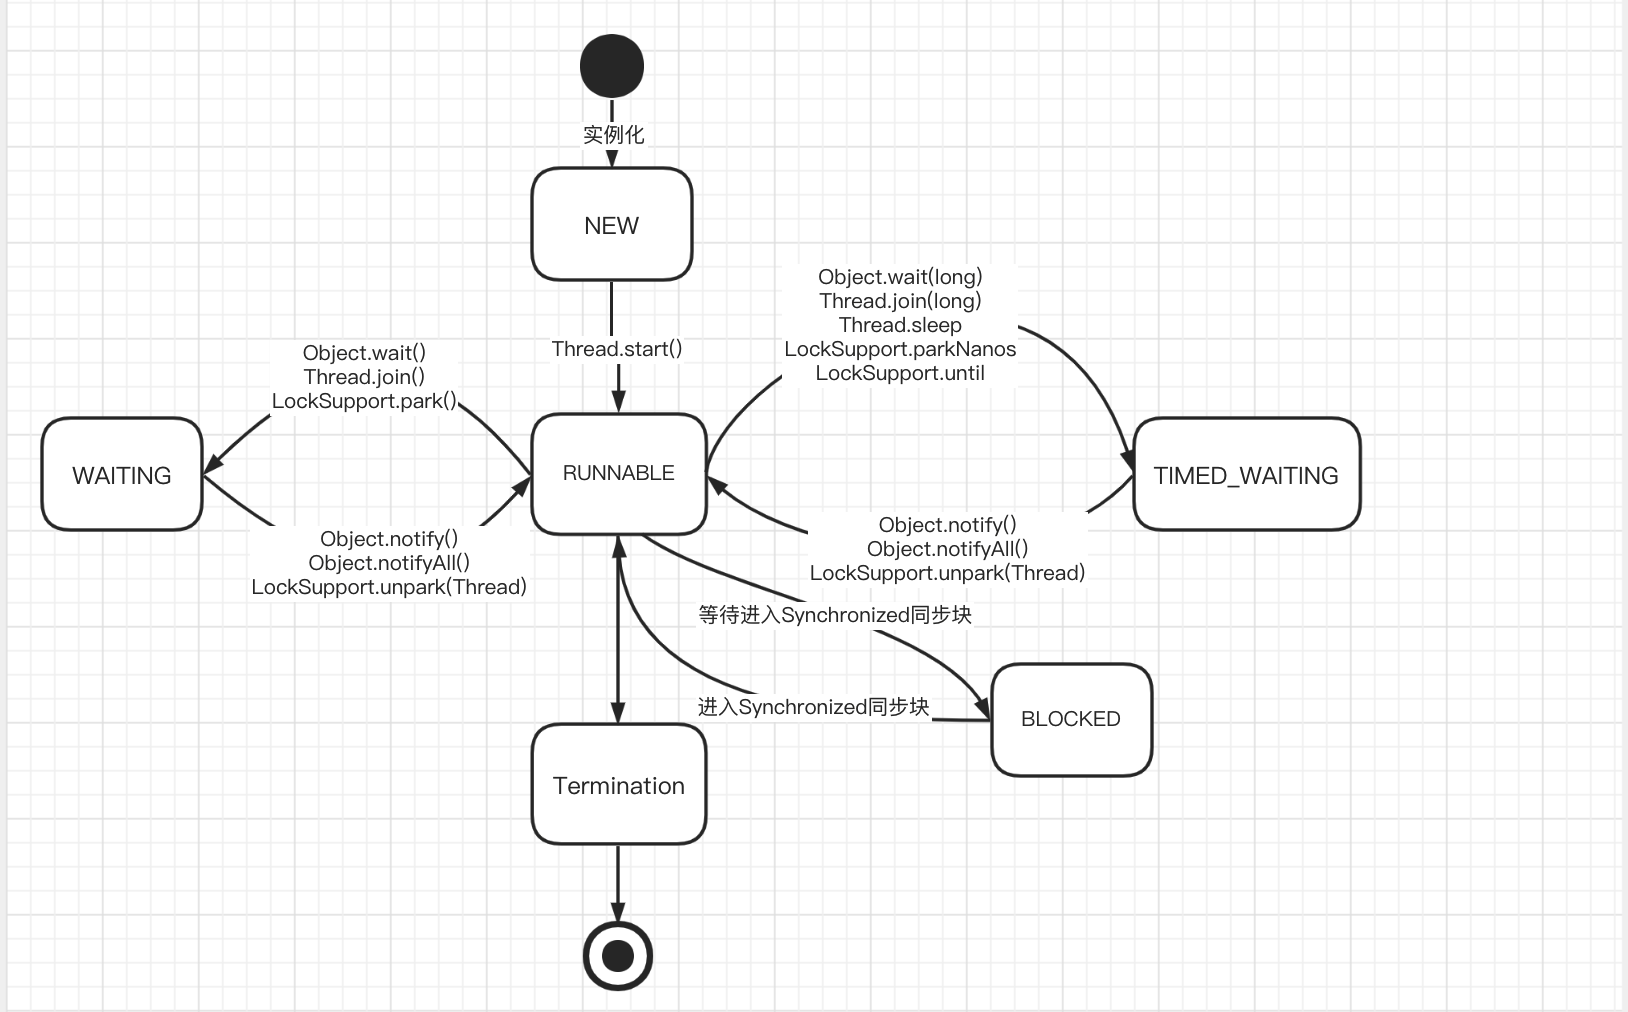 实例化
NEW
Thread.start()
Object.wait(long)
Thread.join(long)
Thread.sleep
LockSupport.parkNanos
LockSupport.until
Object.wait()
Thread.join()
LockSupport.park()
WAITING
RUNNABLE
TIMED_WAITING
Object.notify()
Object.notifyAll()
LockSupport.unpark(Thread)
Object.notify()
Object.notifyAll()
LockSupport.unpark(Thread)
等待进入Synchronized同步块
进入Synchronized同步块
BLOCKED
Termination